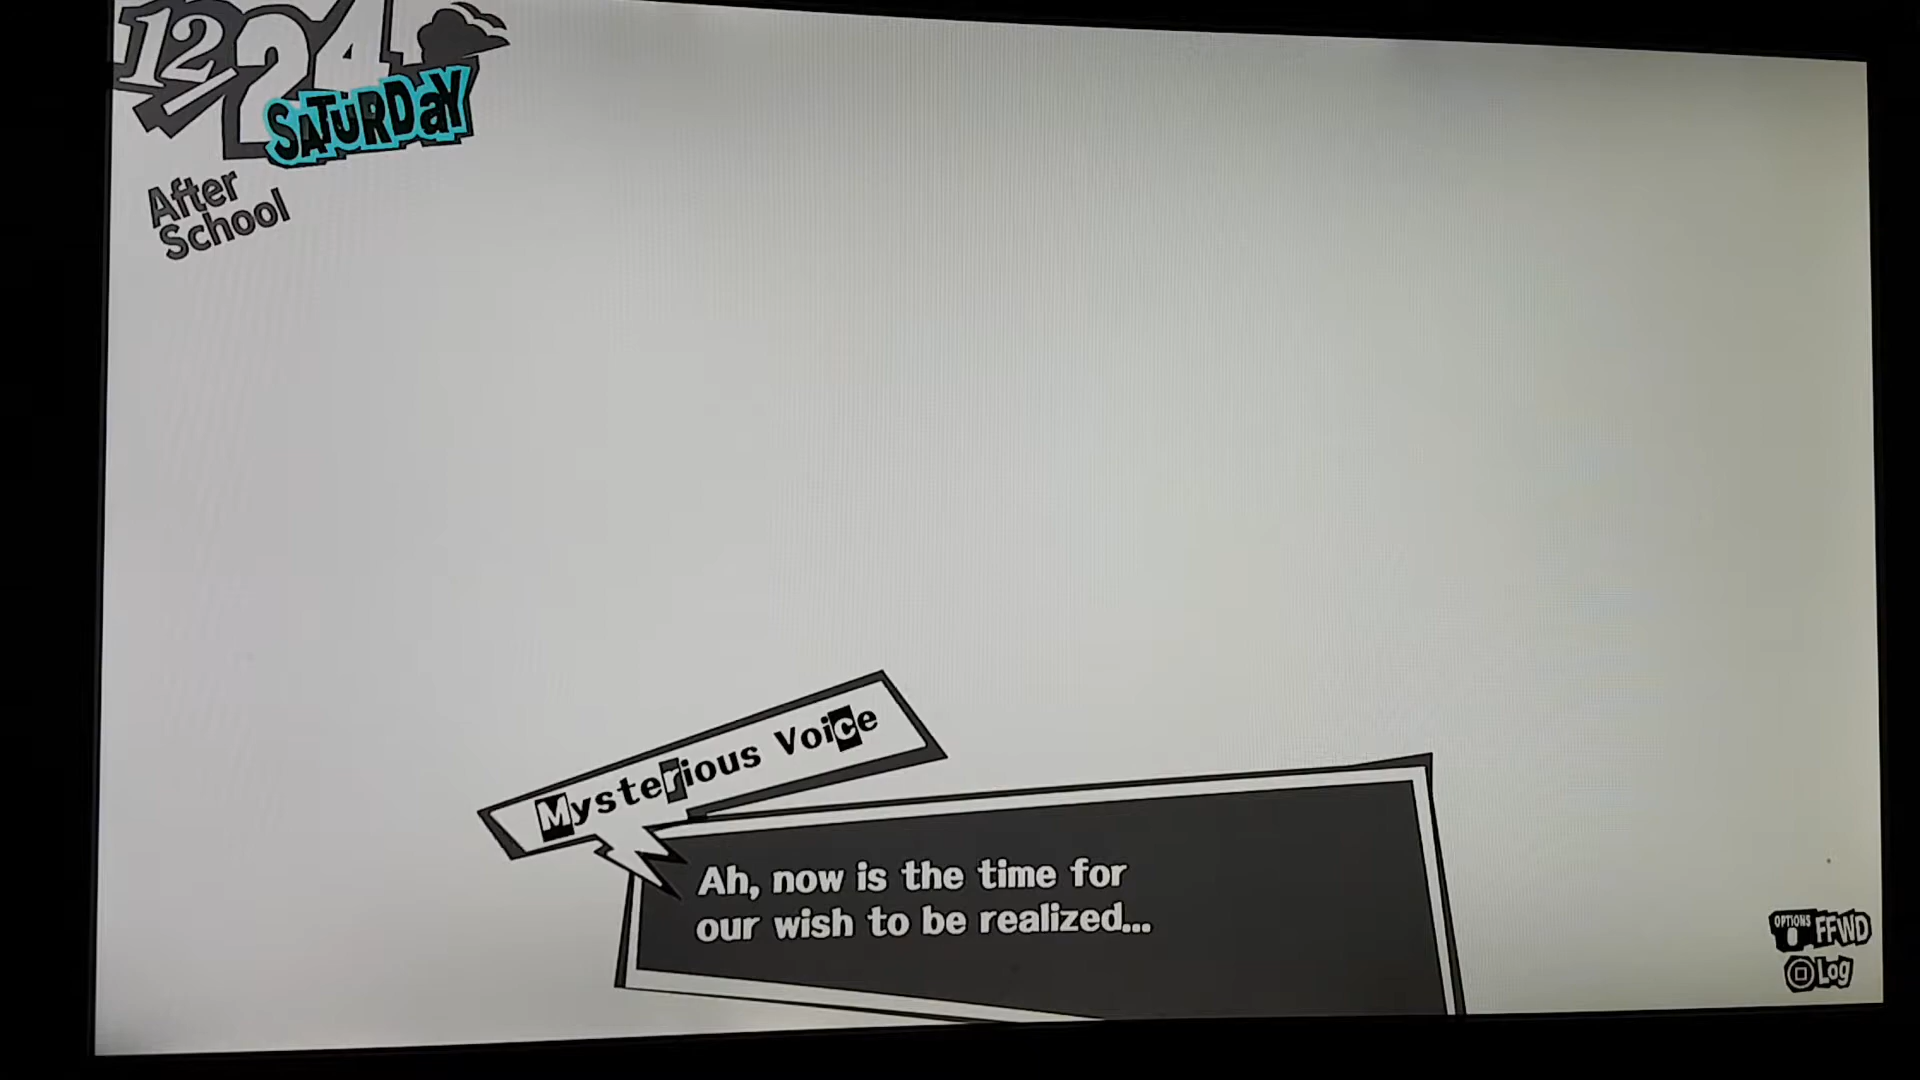 12/24
SATURDaY
After
School
Mysterious Voice
Ah, now is the time for
our wish to be realized...
OPTIONS FFWD
Log